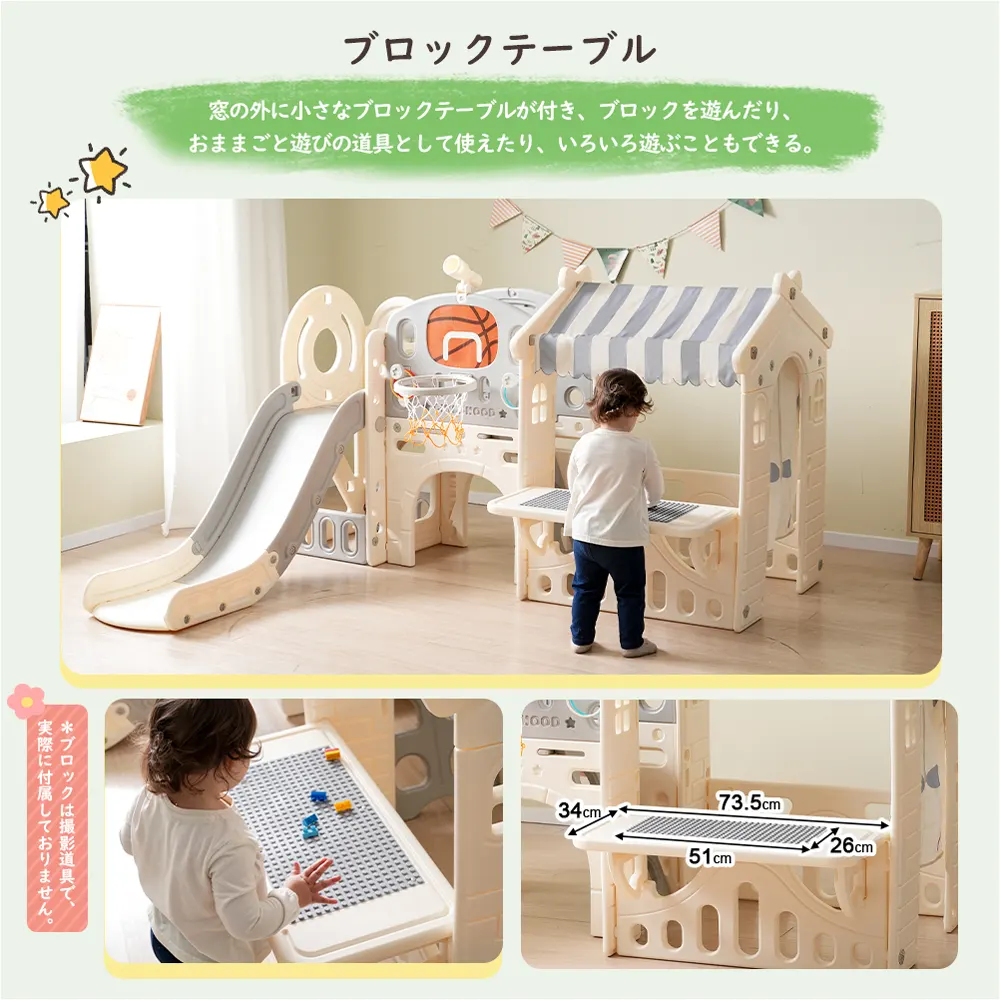 ブロックテーブル
窓の外に小さなブロックテーブルが付き、ブロックを遊んだり、
おままごと遊びの道具として使えたり、いろいろ遊ぶこともできる。
HOOD
*ブロックは撮影道具で、
実際に付属しておりません。
HOOD
34cm
73.5cm
51cm
26cm